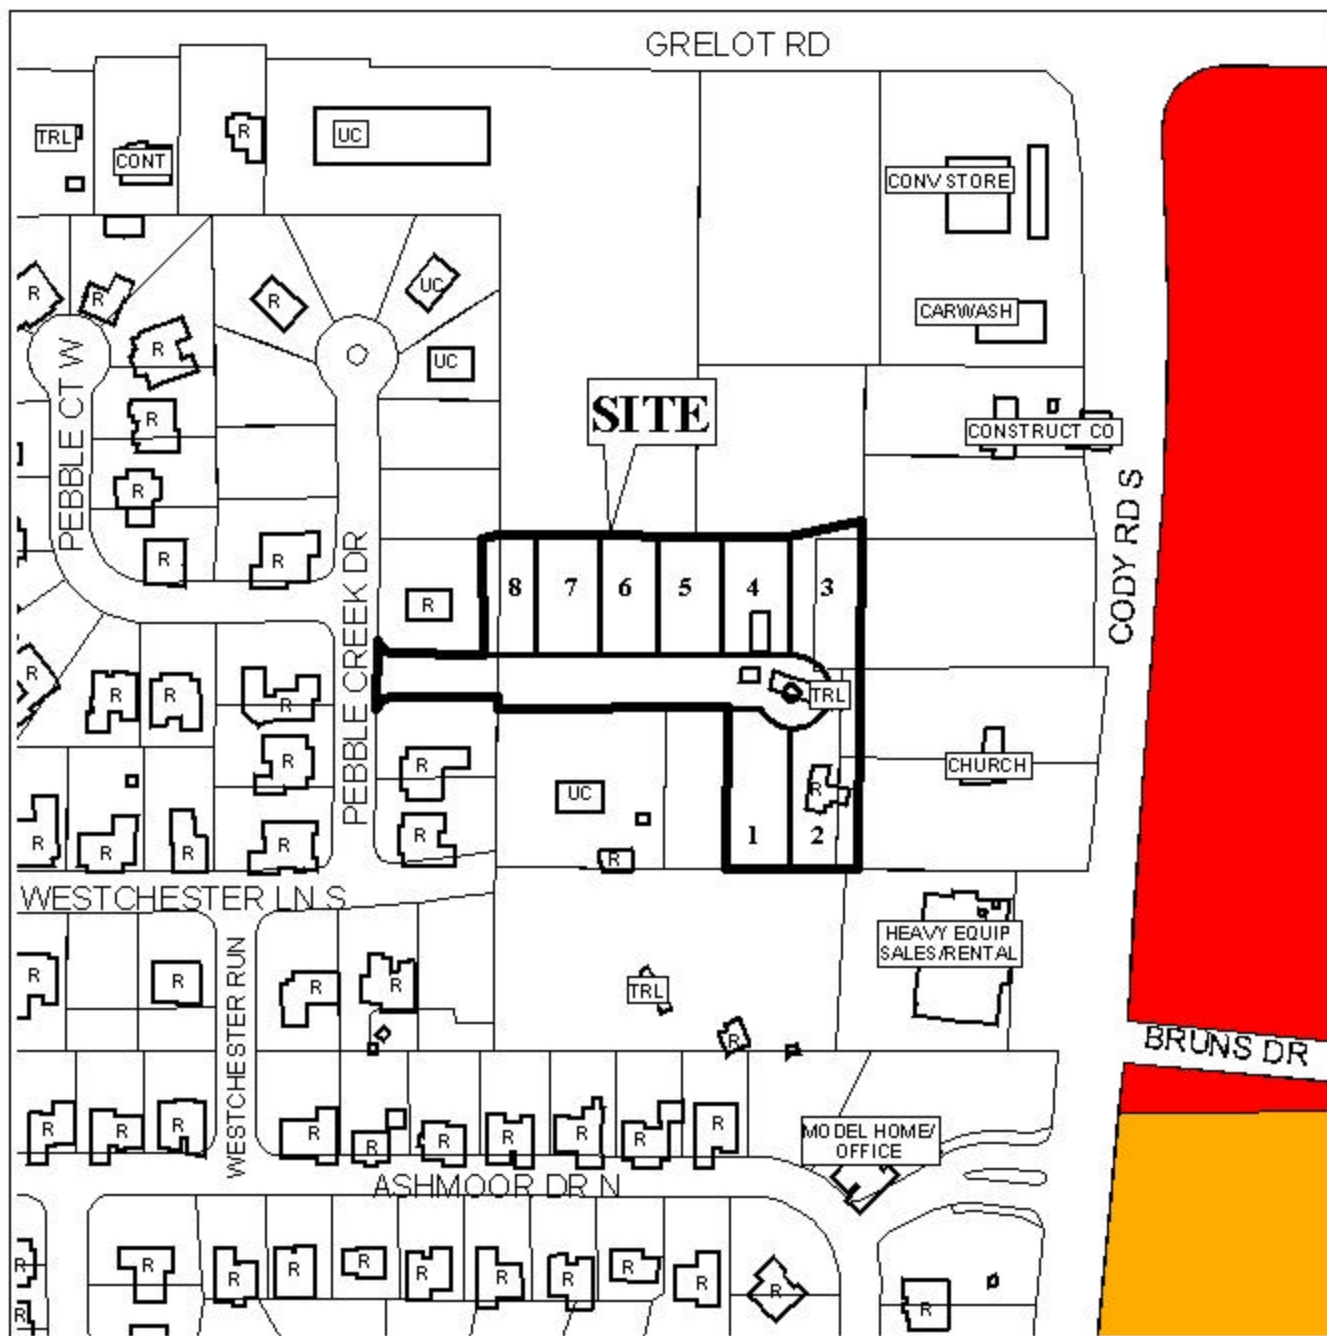 GRELOT RD
TRL
CONT
R
UC
CONV STORE
R
R
R
UC
CARWASH
R
UC
PEBBLE CT W
R
SITE
CONSTRUCT CO
CODY RD S
R
R
R
PEBBLE CREEK DR
R
8
7
6
5
4
3
R
R
R
R
TRL
R
R
UC
R
CHURCH
R
R
R
R
R
1
2
WESTCHESTER LN S
WESTCHESTER RUN
HEAVY EQUIP
SALES/RENTAL
R
R
R
R
TRL
R
BRUNS DR
R
R
R
R
R
R
R
R
R
R
MODEL HOME/
OFFICE
ASHMOOR DR N
R
R
R
R
R
R
R
R
R
R
R
R
R